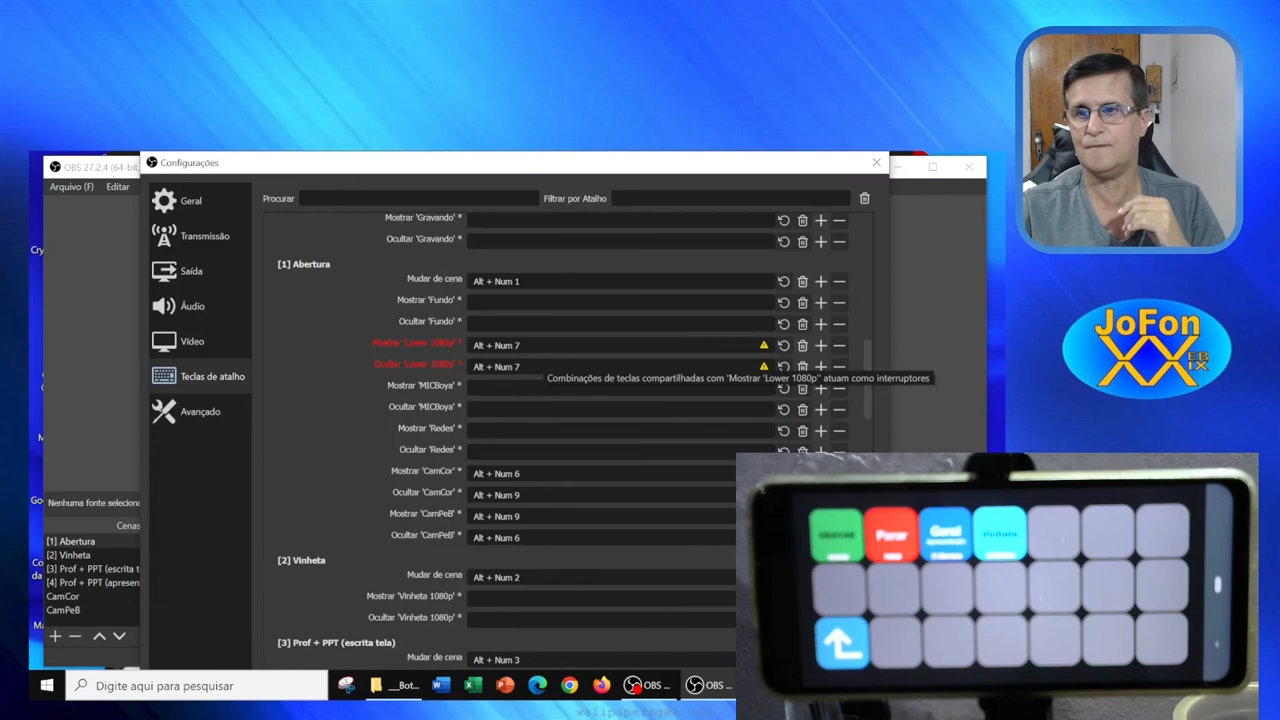 OBS 27.2.4 (64-bit,
Arquivo (F)
Editar
Configurações
Geral
Transmissão
Saída
Áudio
Vídeo
Teclas de atalho
Avançado
Procurar
Filtrar por Atalho
Mostrar 'Gravando' *
Ocultar 'Gravando' *
[1] Abertura
Mudar de cena
Alt + Num 1
Mostrar 'Fundo' *
Ocultar 'Fundo' *
Mostrar 'Lower 1080p' *
Alt + Num 7
Ocultar 'Lower 1080p' *
Alt + Num 7
Combinações de teclas compartilhadas com 'Mostrar 'Lower 1080p'' atuam como interruptores
Mostrar 'MICBoya' *
Ocultar 'MICBoya' *
Mostrar 'Redes' *
Ocultar 'Redes' *
Mostrar 'CamCor' *
Alt + Num 6
Ocultar 'CamCor' *
Alt + Num 9
Mostrar 'CamPeB' *
Alt + Num 9
Ocultar 'CamPeB' *
Alt + Num 6
[2] Vinheta
Mudar de cena
Alt + Num 2
Mostrar 'Vinheta 1080p' *
Ocultar 'Vinheta 1080p' *
[3] Prof + PPT (escrita tela)
Mudar de cena
Alt + Num 3
Nenhuma fonte seleciona
Cenas
[1] Abertura
[2] Vinheta
[3] Prof + PPT (escrita t
[4] Prof + PPT (apresen
CamCor
CamPeB
Cry
Digite aqui para pesquisar
__Bot...
OBS ...
OBS ...
JoFon
WEBXIX
Parar
Geral